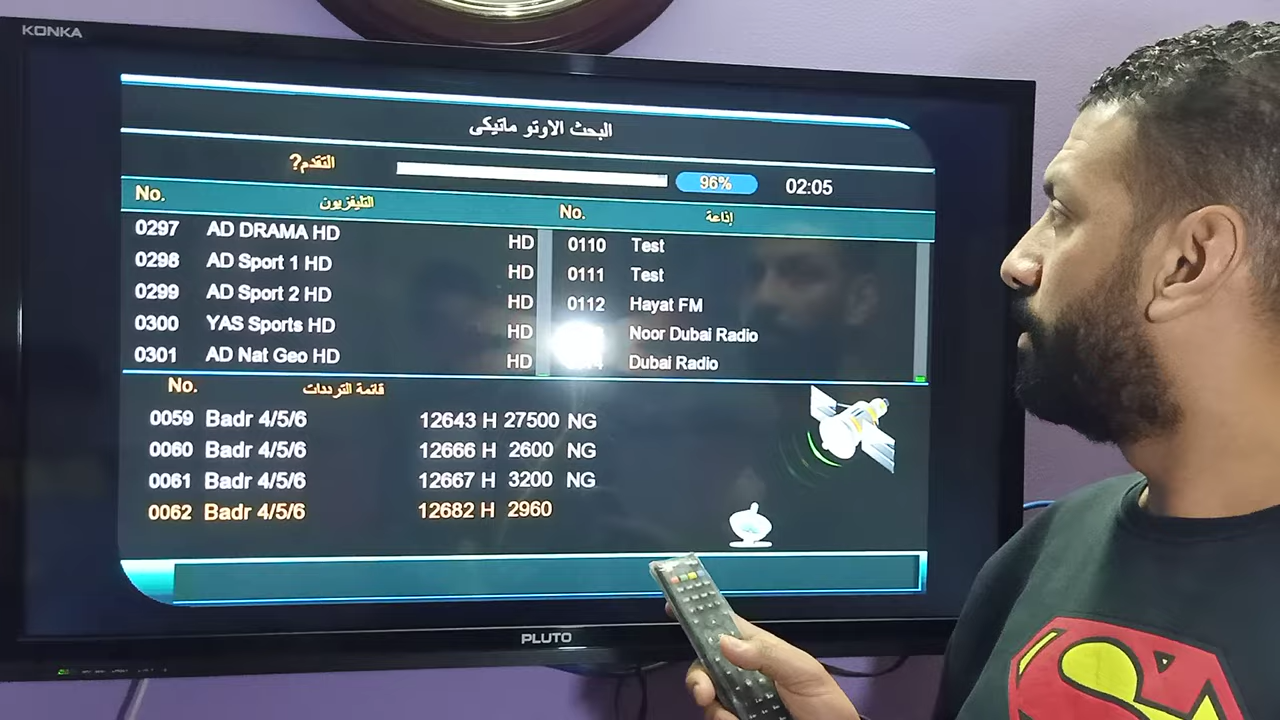 KONKA
البحث الاوتو ماتيكى
التقدم?
96%
02:05
No. التليفزيون
No. إذاعة
0297 AD DRAMA HD HD
0298 AD Sport 1 HD HD
0299 AD Sport 2 HD HD
0300 YAS Sports HD HD
0301 AD Nat Geo HD HD
0110 Test
0111 Test
0112 Hayat FM
Noor Dubai Radio
Dubai Radio
No. قائمة الترددات
0059 Badr 4/5/6 12643 H 27500 NG
0060 Badr 4/5/6 12666 H 2600 NG
0061 Badr 4/5/6 12667 H 3200 NG
0062 Badr 4/5/6 12682 H 2960
PLUTO